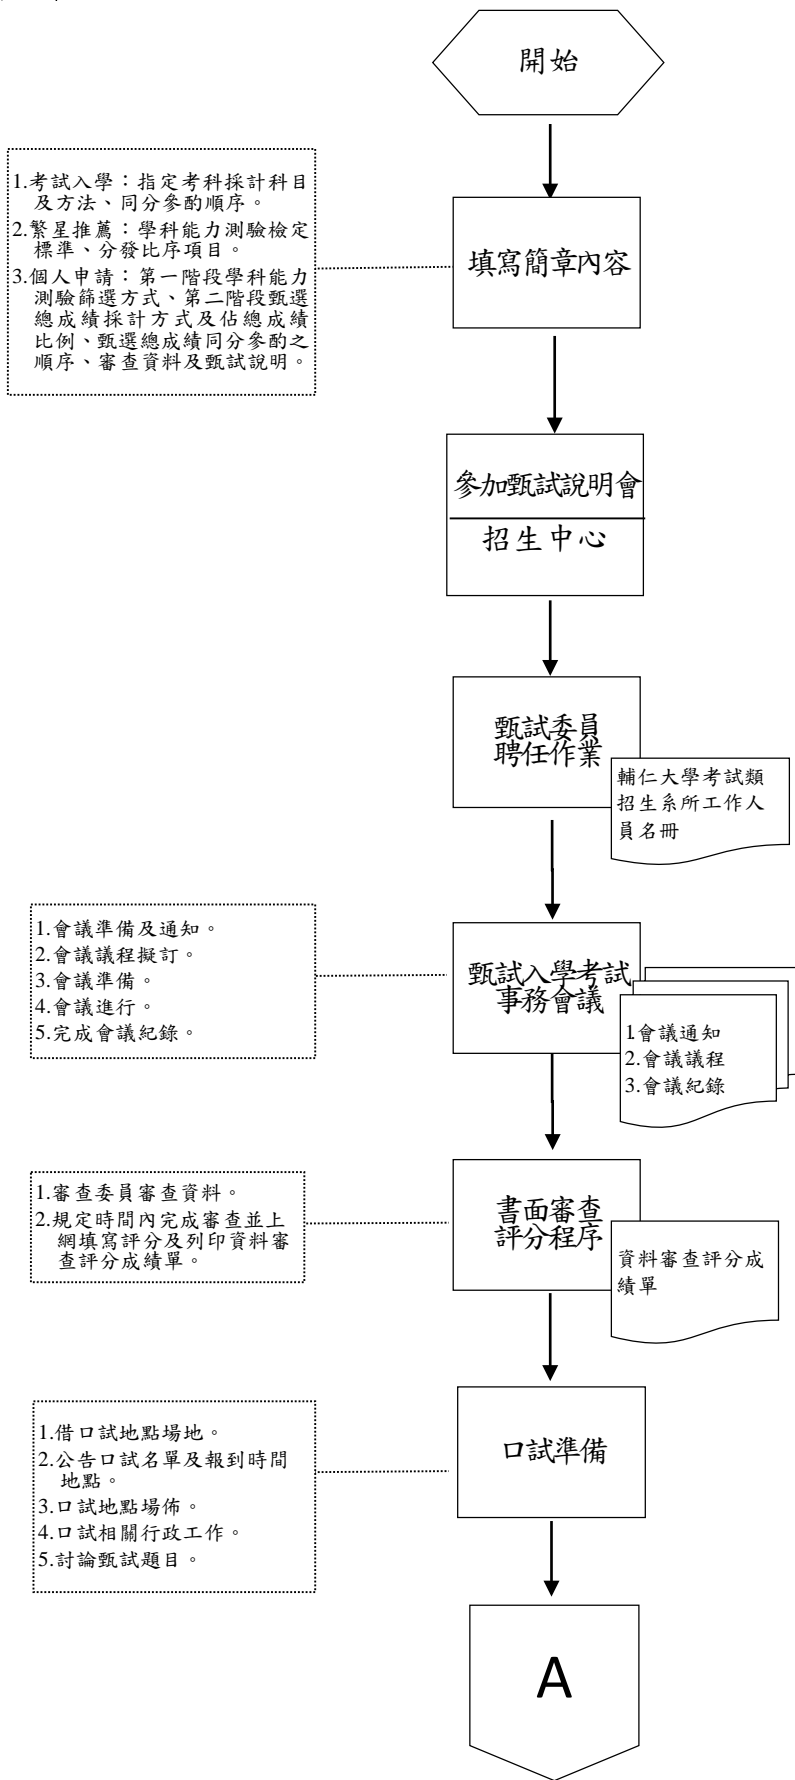 開始
1.考試入學：指定考科採計科目
及方法、同分參酌順序。
2.繁星推薦：學科能力測驗檢定
標準、分發比序項目。
3.個人申請：第一階段學科能力
測驗篩選方式、第二階段甄選
總成績採計方式及佔總成績
比例、甄選總成績同分參酌之
順序、審查資料及甄試說明。
填寫簡章內容
參加甄試說明會
招生中心
甄試委員
聘任作業
輔仁大學考試類
招生系所工作人
員名冊
1.會議準備及通知。
2.會議議程擬訂。
3.會議準備。
4.會議進行。
5.完成會議紀錄。
甄試入學考試
事務會議
1會議通知
2.會議議程
3.會議紀錄
1.審查委員審查資料。
2.規定時間內完成審查並上
網填寫評分及列印資料審
查評分成績單。
書面審查
評分程序
資料審查評分成
績單
1.借口試地點場地。
2.公告口試名單及報到時間
地點。
3.口試地點場佈。
4.口試相關行政工作。
5.討論甄試題目。
口試準備
A